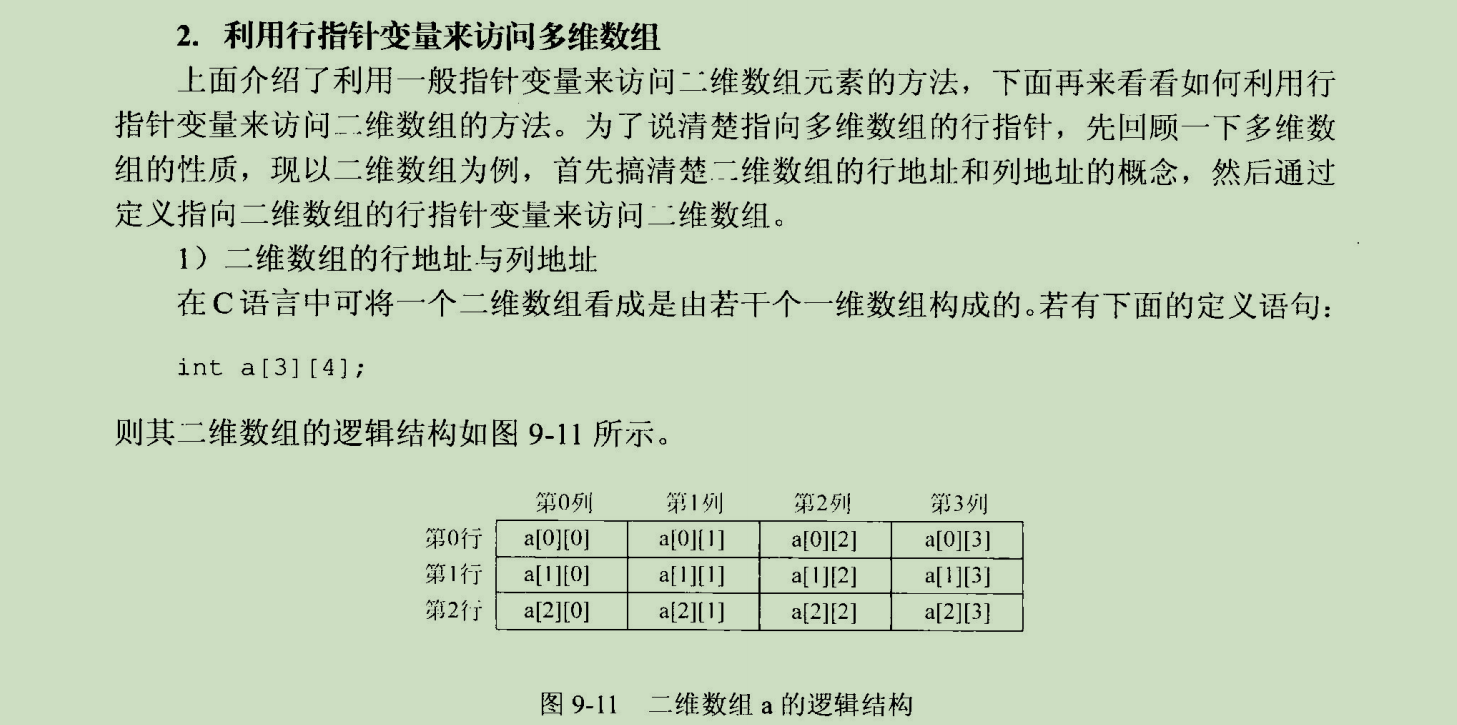 2. 利用行指针变量来访问多维数组
上面介绍了利用一般指针变量来访问二维数组元素的方法，下面再来看看如何利用行
指针变量来访问二维数组的方法。为了说清楚指向多维数组的行指针，先回顾一下多维数
组的性质，现以二维数组为例，首先搞清楚二维数组的行地址和列地址的概念，然后通过
定义指向二维数组的行指针变量来访问二维数组。
1）二维数组的行地址与列地址
在C语言中可将一个二维数组看成是由若干个一维数组构成的。若有下面的定义语句：
int a[3][4];
则其二维数组的逻辑结构如图 9-11 所示。
第0列 第1列 第2列 第3列
第0行 a[0][0] a[0][1] a[0][2] a[0][3]
第1行 a[1][0] a[1][1] a[1][2] a[1][3]
第2行 a[2][0] a[2][1] a[2][2] a[2][3]
图 9-11 二维数组 a 的逻辑结构